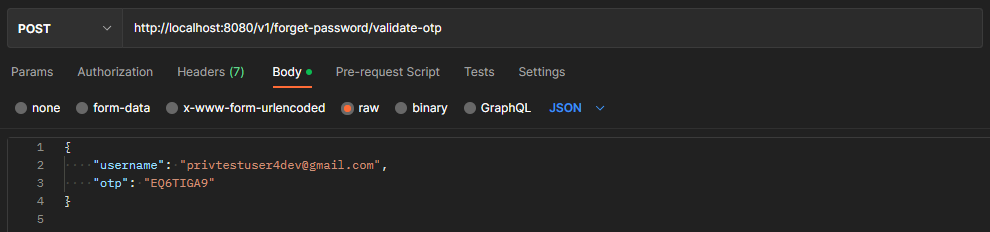 POST http://localhost:8080/v1/forget-password/validate-otp
Params Authorization Headers (7) Body Pre-request Script Tests Settings
none form-data x-www-form-urlencoded raw binary GraphQL JSON
1 {
2 "username": "privtestuser4dev@gmail.com",
3 "otp": "EQ6TIGA9"
4 }
5